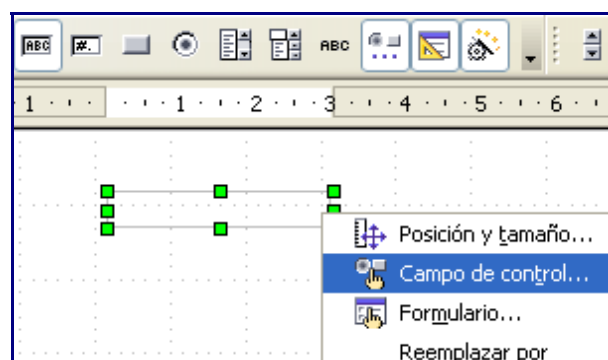 ABC #. ABC
1 1 2 3 4 5 6
Posición y tamaño...
Campo de control...
Formulario...
Reemplazar por